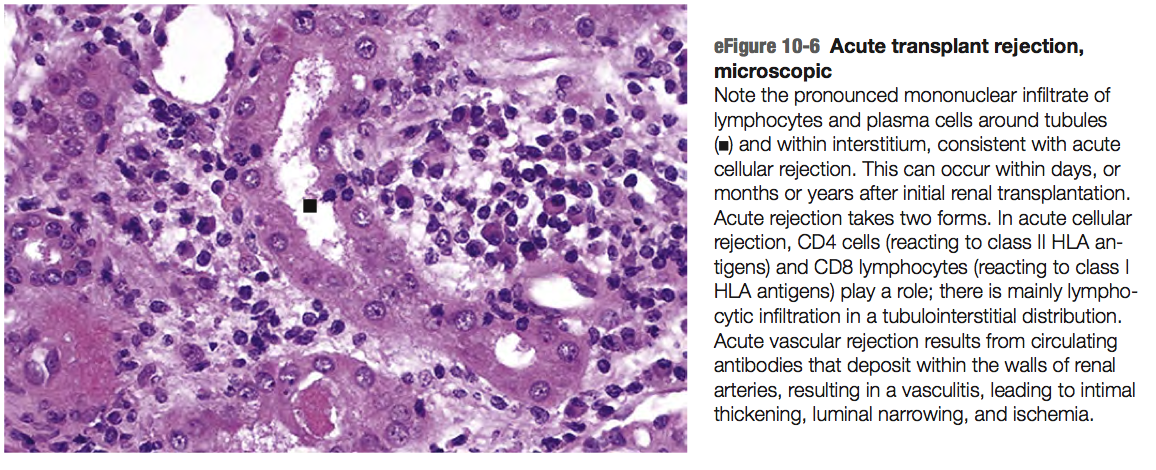 eFigure 10-6 Acute transplant rejection,
microscopic
Note the pronounced mononuclear infiltrate of
lymphocytes and plasma cells around tubules
(■) and within interstitium, consistent with acute
cellular rejection. This can occur within days, or
months or years after initial renal transplantation.
Acute rejection takes two forms. In acute cellular
rejection, CD4 cells (reacting to class II HLA an-
tigens) and CD8 lymphocytes (reacting to class I
HLA antigens) play a role; there is mainly lympho-
cytic infiltration in a tubulointerstitial distribution.
Acute vascular rejection results from circulating
antibodies that deposit within the walls of renal
arteries, resulting in a vasculitis, leading to intimal
thickening, luminal narrowing, and ischemia.